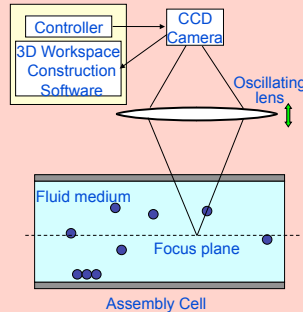 Controller
3D Workspace
Construction
Software
CCD
Camera
Oscillating
lens
Fluid medium
Focus plane
Assembly Cell